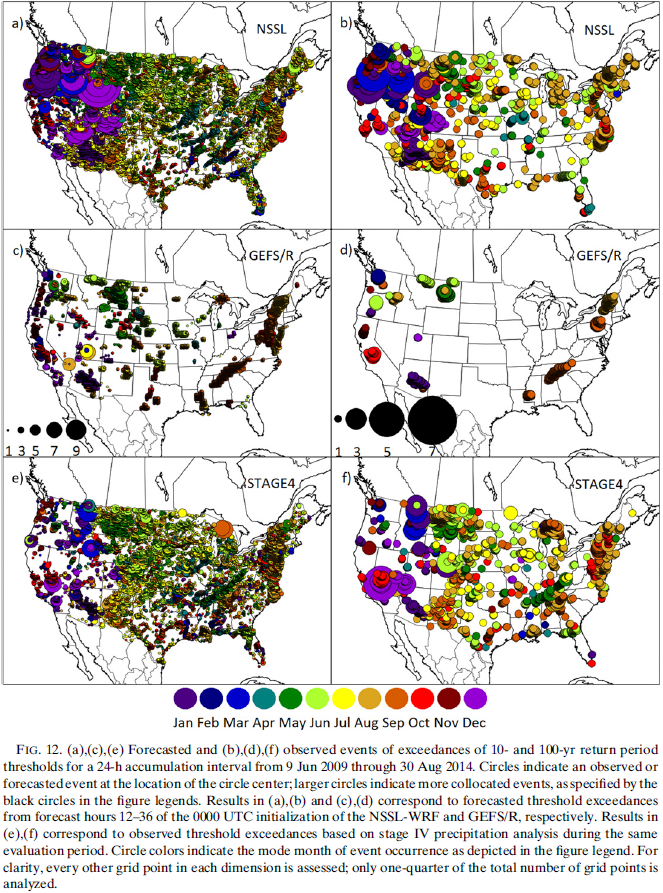 a) NSSL b) NSSL
c) GEFS/R d) GEFS/R
1 3 5 7 9 1 3 5 7
e) STAGE4 f) STAGE4
Jan Feb Mar Apr May Jun Jul Aug Sep Oct Nov Dec
FIG. 12. (a),(c),(e) Forecasted and (b),(d),(f) observed events of exceedances of 10- and 100-yr return period
thresholds for a 24-h accumulation interval from 9 Jun 2009 through 30 Aug 2014. Circles indicate an observed or
forecasted event at the location of the circle center; larger circles indicate more collocated events, as specified by the
black circles in the figure legends. Results in (a),(b) and (c),(d) correspond to forecasted threshold exceedances
from forecast hours 12–36 of the 0000 UTC initialization of the NSSL-WRF and GEFS/R, respectively. Results in
(e),(f) correspond to observed threshold exceedances based on stage IV precipitation analysis during the same
evaluation period. Circle colors indicate the mode month of event occurrence as depicted in the figure legend. For
clarity, every other grid point in each dimension is assessed; only one-quarter of the total number of grid points is
analyzed.